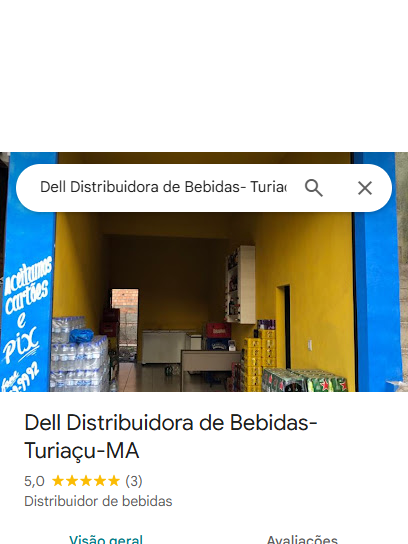 Dell Distribuidora de Bebidas- Turiaç
Aceitamos
cartões
e
pix
Dell Distribuidora de Bebidas-
Turiaçu-MA
5,0 ★★★★★ (3)
Distribuidor de bebidas
Visão geral
Avaliações